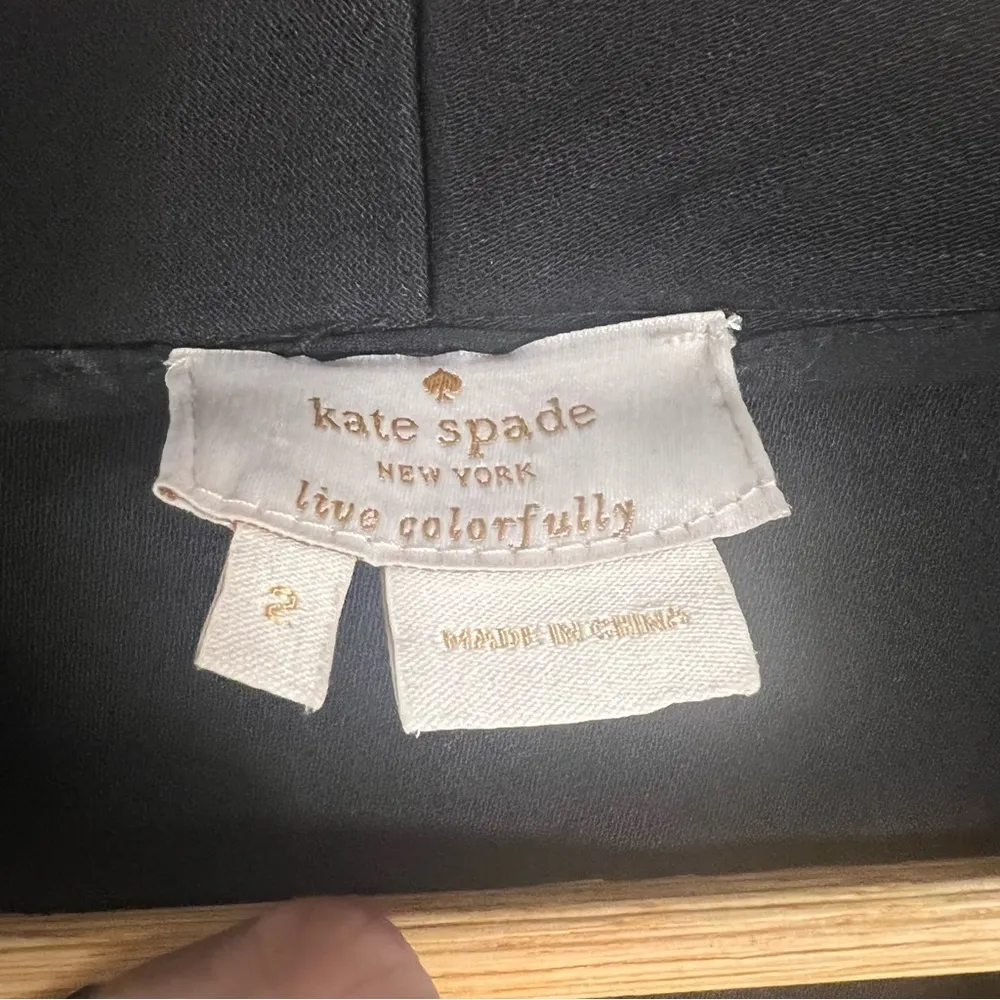 kate spade
NEW YORK
live colorfully
2
MADE IN CHINA